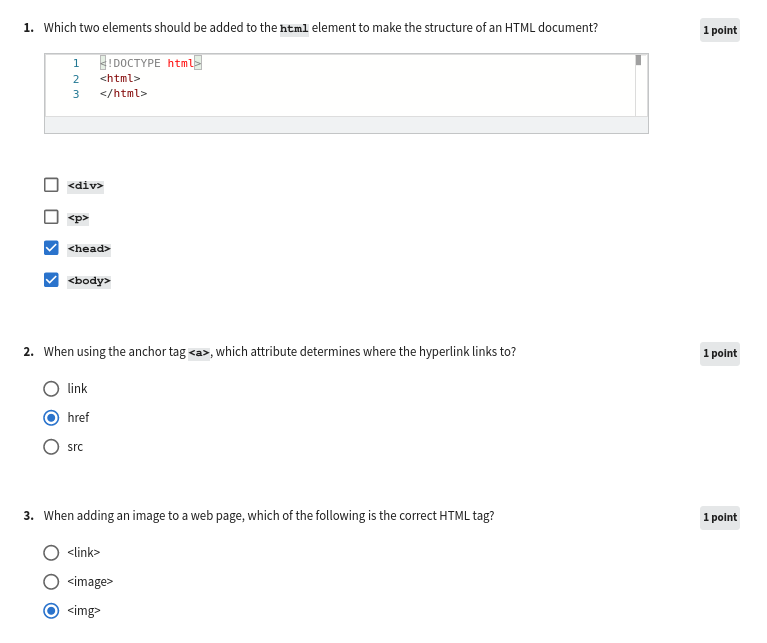 1. Which two elements should be added to the html element to make the structure of an HTML document?
1 point
1 <!DOCTYPE html>
2 <html>
3 </html>
<div>
<p>
<head>
<body>
2. When using the anchor tag <a>, which attribute determines where the hyperlink links to?
1 point
link
href
src
3. When adding an image to a web page, which of the following is the correct HTML tag?
1 point
<link>
<image>
<img>